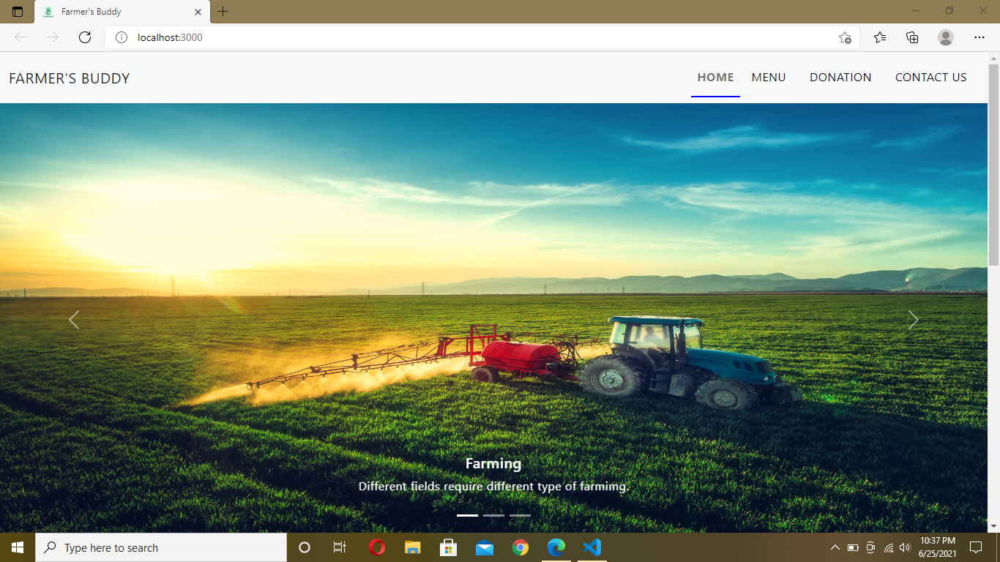 Farmer's Buddy
localhost:3000
FARMER'S BUDDY
HOME MENU DONATION CONTACT US
Farming
Different fields require different type of farmimg.
Type here to search
10:37 PM
6/25/2021